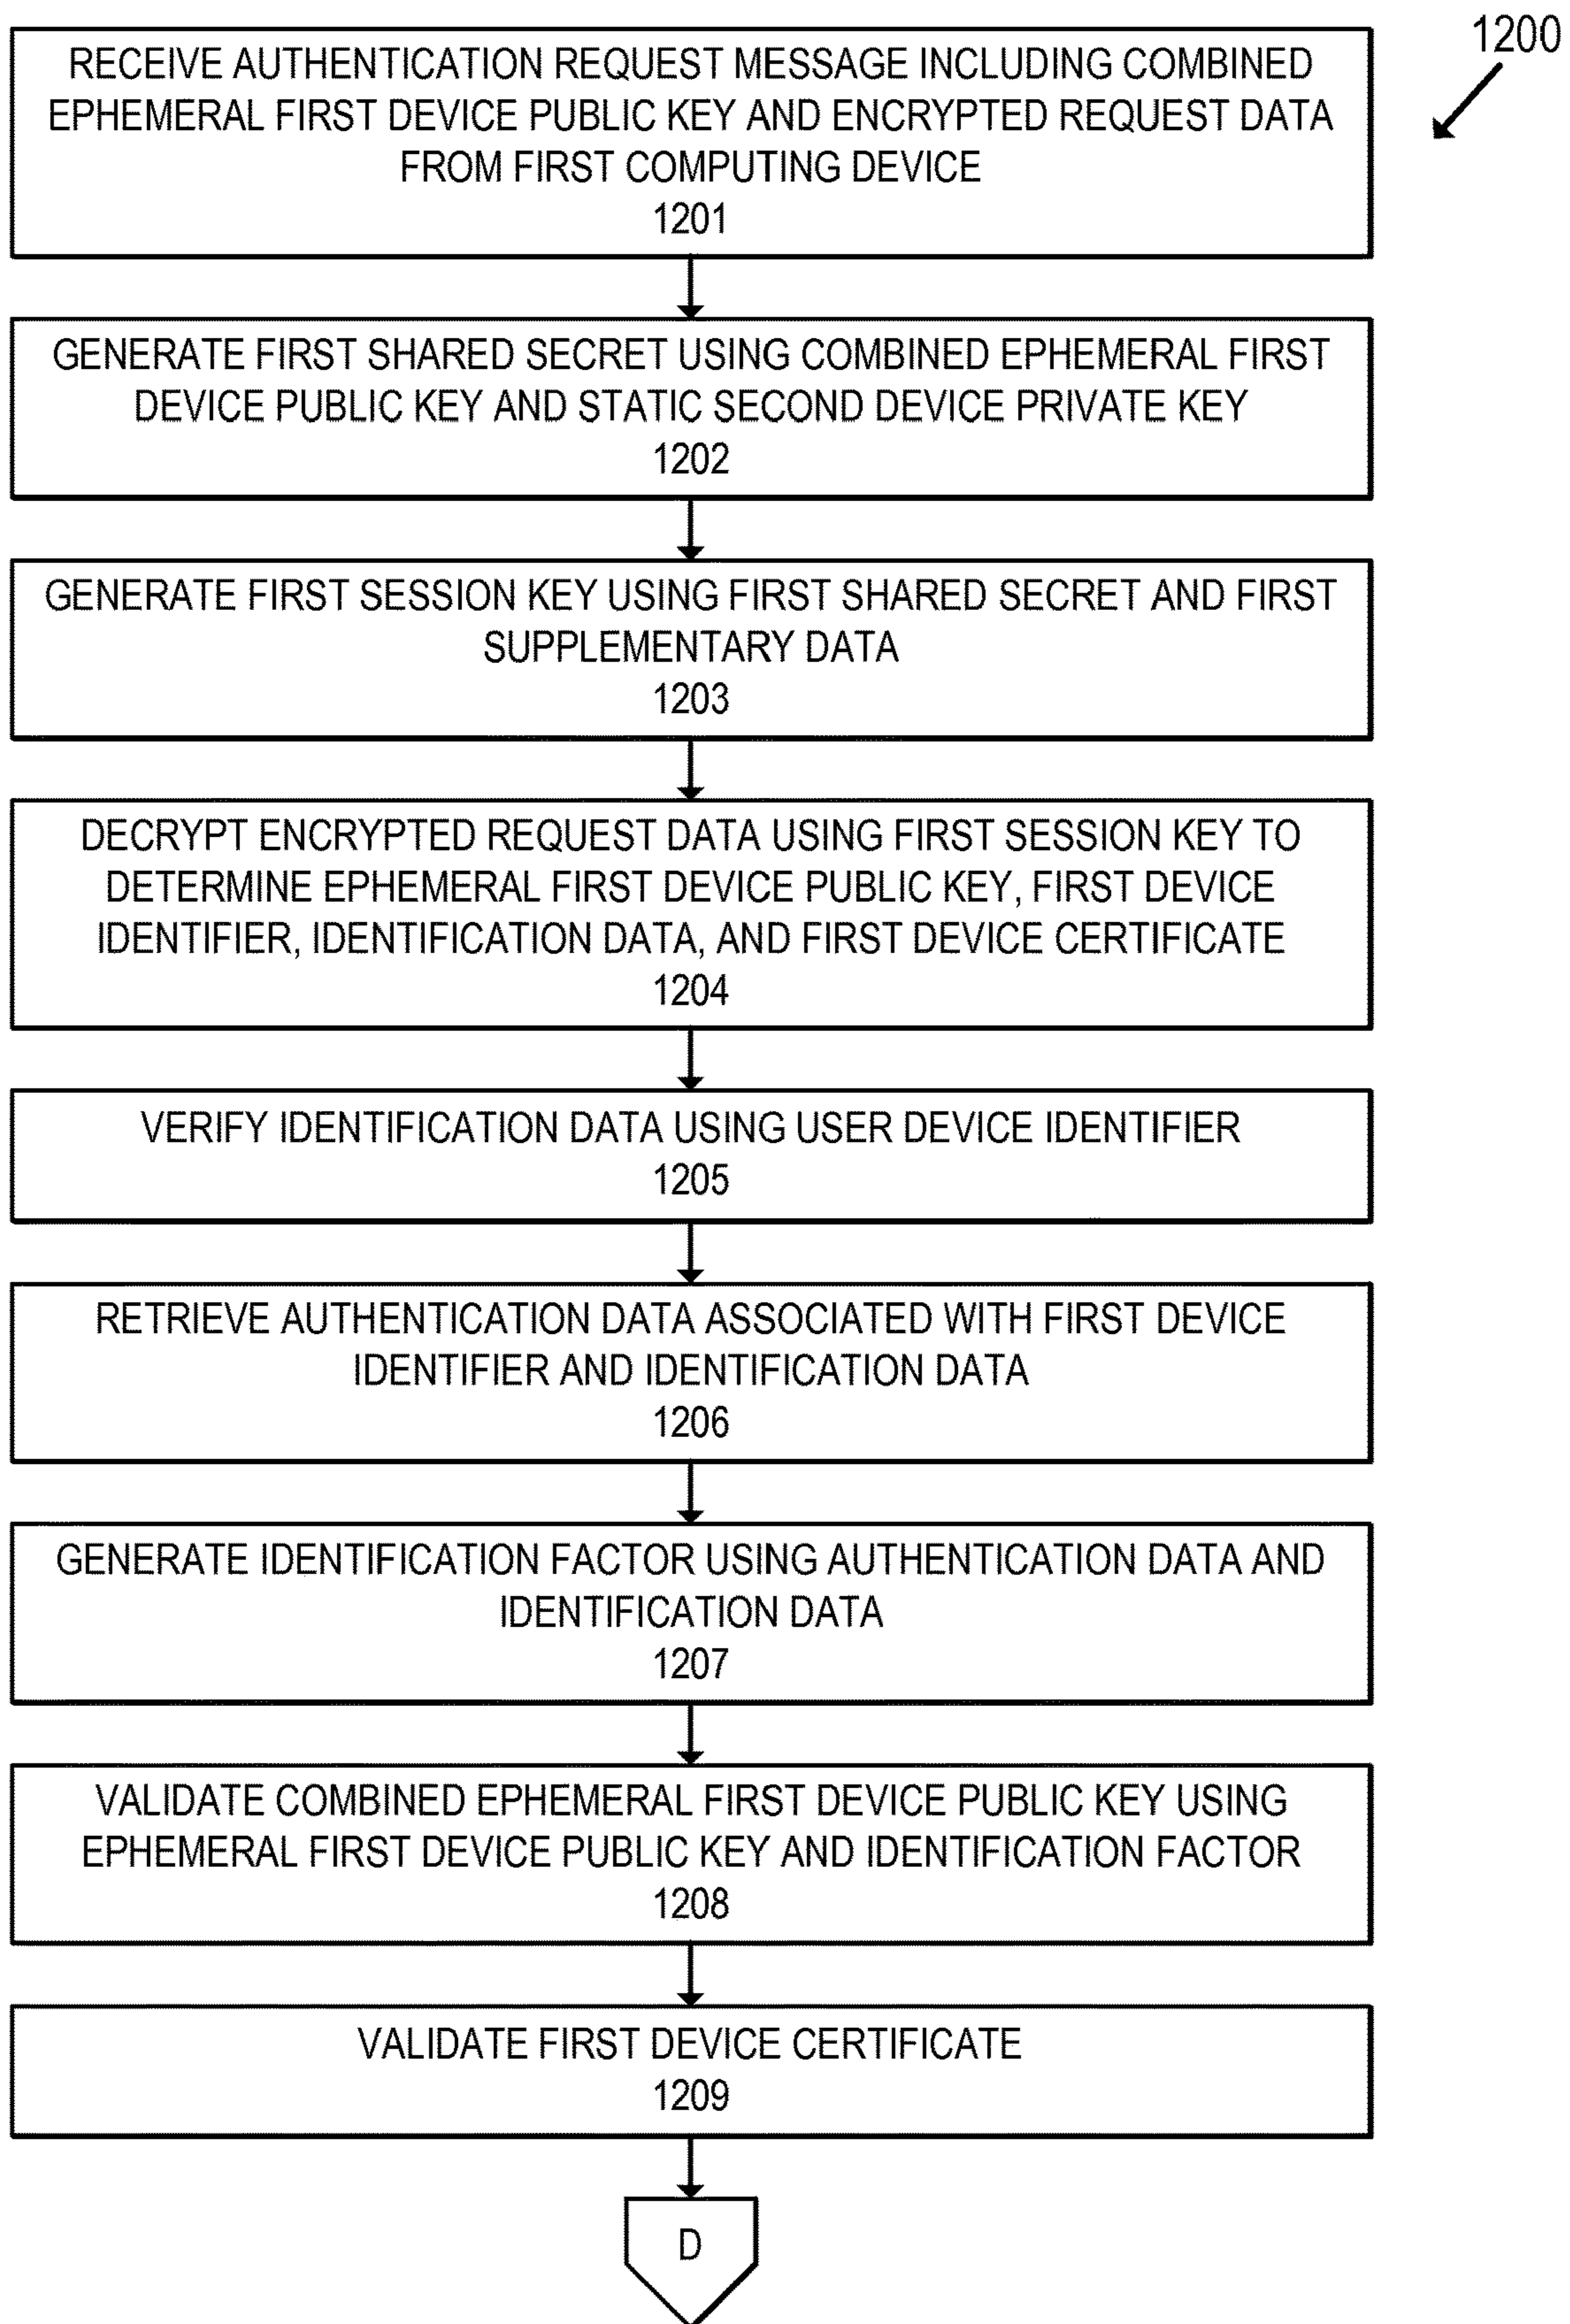 1200
RECEIVE AUTHENTICATION REQUEST MESSAGE INCLUDING COMBINED
EPHEMERAL FIRST DEVICE PUBLIC KEY AND ENCRYPTED REQUEST DATA
FROM FIRST COMPUTING DEVICE
1201
GENERATE FIRST SHARED SECRET USING COMBINED EPHEMERAL FIRST
DEVICE PUBLIC KEY AND STATIC SECOND DEVICE PRIVATE KEY
1202
GENERATE FIRST SESSION KEY USING FIRST SHARED SECRET AND FIRST
SUPPLEMENTARY DATA
1203
DECRYPT ENCRYPTED REQUEST DATA USING FIRST SESSION KEY TO
DETERMINE EPHEMERAL FIRST DEVICE PUBLIC KEY, FIRST DEVICE
IDENTIFIER, IDENTIFICATION DATA, AND FIRST DEVICE CERTIFICATE
1204
VERIFY IDENTIFICATION DATA USING USER DEVICE IDENTIFIER
1205
RETRIEVE AUTHENTICATION DATA ASSOCIATED WITH FIRST DEVICE
IDENTIFIER AND IDENTIFICATION DATA
1206
GENERATE IDENTIFICATION FACTOR USING AUTHENTICATION DATA AND
IDENTIFICATION DATA
1207
VALIDATE COMBINED EPHEMERAL FIRST DEVICE PUBLIC KEY USING
EPHEMERAL FIRST DEVICE PUBLIC KEY AND IDENTIFICATION FACTOR
1208
VALIDATE FIRST DEVICE CERTIFICATE
1209
D